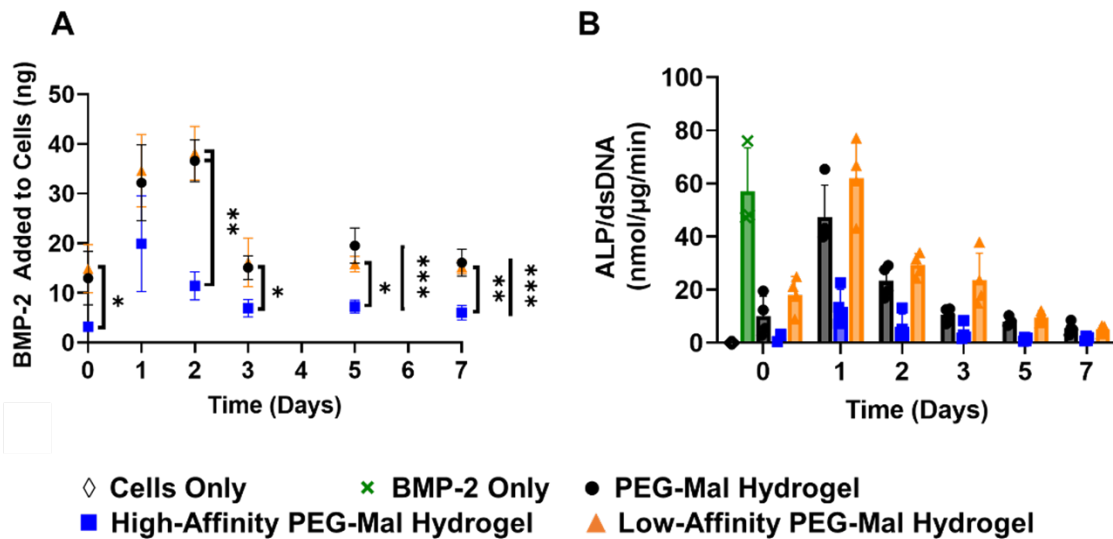 A
BMP-2 Added to Cells (ng)
50
40
30
20
10
0
*
**
*
*
***
**
***
0 1 2 3 4 5 6 7
Time (Days)
B
ALP/dsDNA
(nmol/µg/min)
100
80
60
40
20
0
0 1 2 3 5 7
Time (Days)
◊ Cells Only × BMP-2 Only ● PEG-Mal Hydrogel
■ High-Affinity PEG-Mal Hydrogel ▲ Low-Affinity PEG-Mal Hydrogel